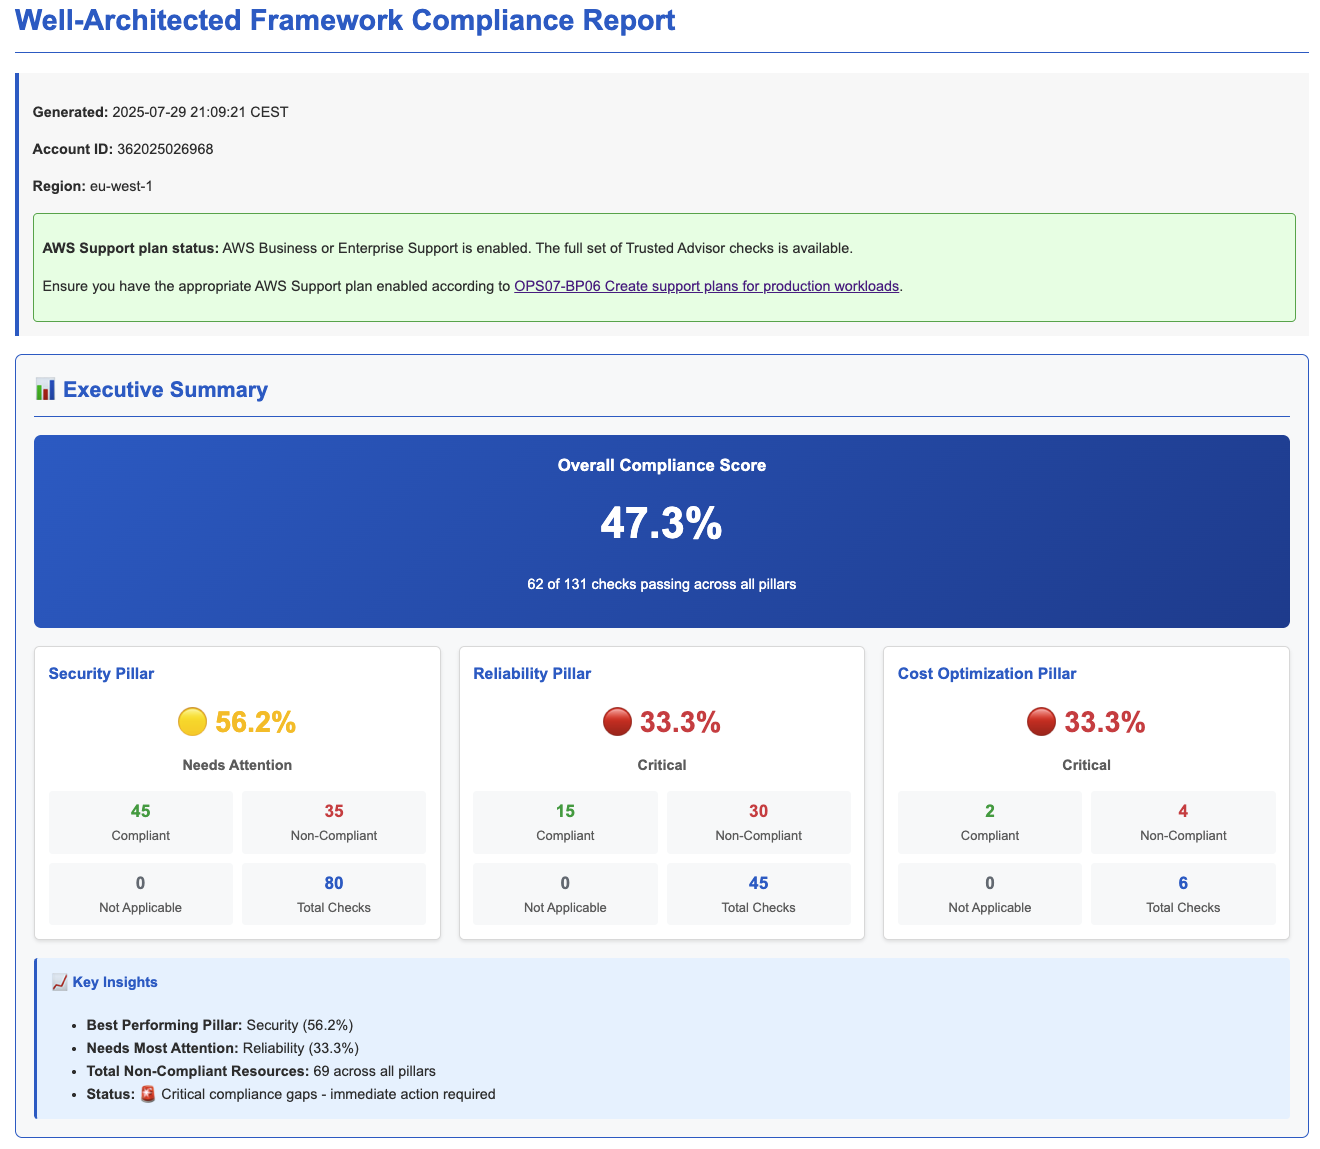 Well-Architected Framework Compliance Report
Generated: 2025-07-29 21:09:21 CEST
Account ID: 362025026968
Region: eu-west-1
AWS Support plan status: AWS Business or Enterprise Support is enabled. The full set of Trusted Advisor checks is available.
Ensure you have the appropriate AWS Support plan enabled according to OPS07-BP06 Create support plans for production workloads.
Executive Summary
Overall Compliance Score
47.3%
62 of 131 checks passing across all pillars
Security Pillar
56.2%
Needs Attention
45
Compliant
35
Non-Compliant
0
Not Applicable
80
Total Checks
Reliability Pillar
33.3%
Critical
15
Compliant
30
Non-Compliant
0
Not Applicable
45
Total Checks
Cost Optimization Pillar
33.3%
Critical
2
Compliant
4
Non-Compliant
0
Not Applicable
6
Total Checks
Key Insights
• Best Performing Pillar: Security (56.2%)
• Needs Most Attention: Reliability (33.3%)
• Total Non-Compliant Resources: 69 across all pillars
• Status: 🚨 Critical compliance gaps - immediate action required